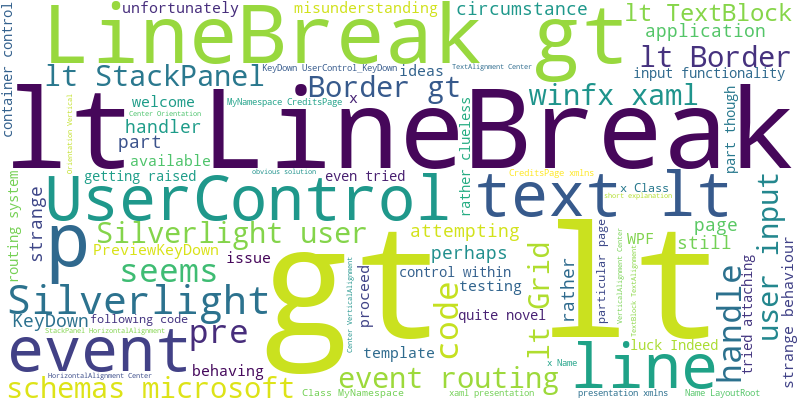 unfortunately
misunderstanding
circumstance
lt TextBlock
LineBreak gt
application
container control
lt StackPanel
KeyDown UserControl_KeyDown
ideas
TextAlignment Center
lt Border
input functionality
Border gt
winfx xaml
welcome
MyNamespace CreditsPage
x
Orientation Vertical
Center Orientation
handler
lt LineBreak
part
available
rather clueless
part though
getting raised
obvious solution
even tried
CreditsPage Xmlns
x Class
short explanation
routing system
strange
UserControl
text lt
user input
p
Silverlight user
attempting
page
PreviewKeyDown
WPF
still
issue
perhaps
seems
control within
testing
lt Grid
rather
particular page
VerticalAlignment Center
TextBlock TextAlignment
handle
tried attaching
strange behaviour
Silverlight
gt lt
Center VerticalAlignment
proceed
code
quite novel
KeyDown
following code
pre
StackPanel HorizontalAlignment
template
x Name
luck Indeed
event
behaving
line
HorizontalAlignment Center
schemas microsoft
event routing
Class MyNamespace
xaml presentation
presentation xmlns
Name LayoutRoot